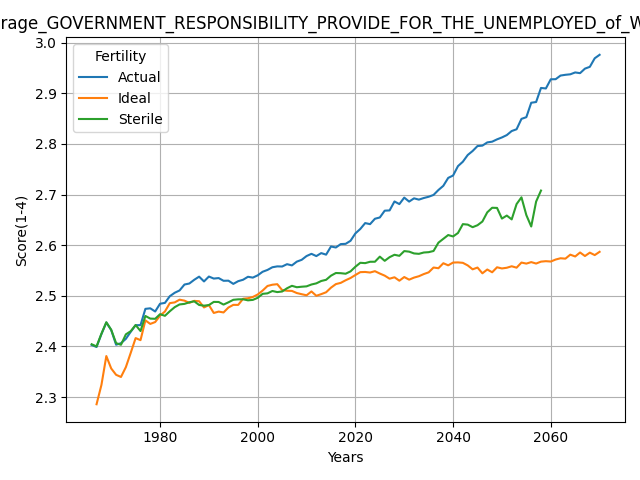 rage_GOVERNMENT_RESPONSIBILITY_PROVIDE_FOR_THE_UNEMPLOYED_of_W
Fertility
Actual
Ideal
Sterile
3.0
2.9
2.8
2.7
2.6
2.5
2.4
2.3
Score(1-4)
1980
2000
2020
2040
2060
Years